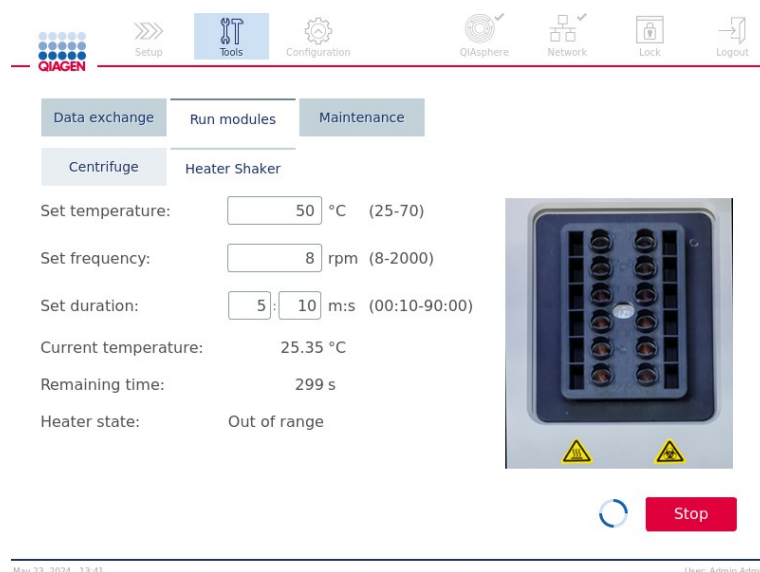 QIAGEN
Setup
Tools
Configuration
QIAsphere
Network
Lock
Logout
Data exchange
Run modules
Maintenance
Centrifuge
Heater Shaker
Set temperature: 50 °C (25-70)
Set frequency: 8 rpm (8-2000)
Set duration: 5 : 10 m:s (00:10-90:00)
Current temperature: 25.35 °C
Remaining time: 299 s
Heater state: Out of range
Stop
May 23, 2024 13:41
User: Admin Admi